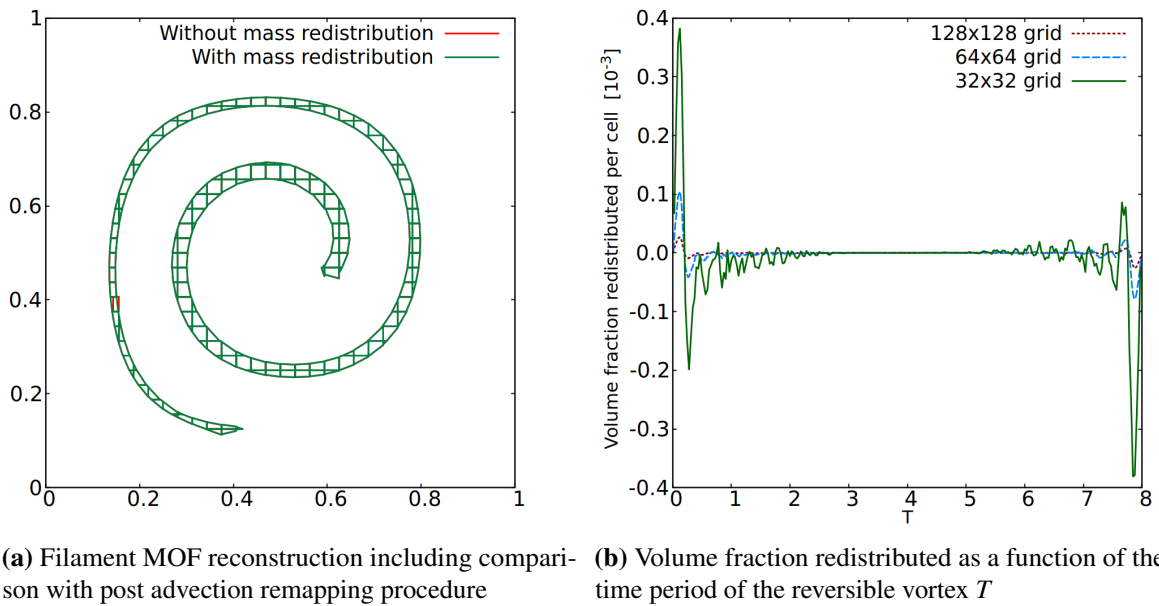 Without mass redistribution
With mass redistribution
1
0.8
0.6
0.4
0.2
0
0.2
0.4
0.6
0.8
1
128x128 grid
64x64 grid
32x32 grid
Volume fraction redistributed per cell [10⁻³]
0.4
0.3
0.2
0.1
0.0
-0.1
-0.2
-0.3
-0.4
0
1
2
3
4
5
6
7
8
T
(a) Filament MOF reconstruction including compari-
son with post advection remapping procedure
(b) Volume fraction redistributed as a function of the
time period of the reversible vortex T